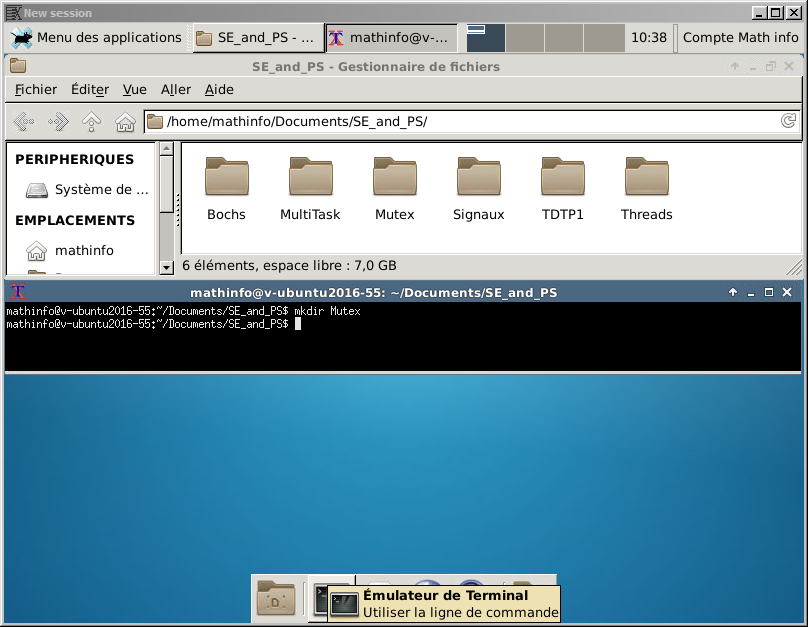 New session
Menu des applications SE_and_PS - ... mathinfo@v-... 10:38 Compte Math info
SE_and_PS - Gestionnaire de fichiers
Fichier Éditer Vue Aller Aide
/home/mathinfo/Documents/SE_and_PS/
PERIPHERIQUES
Système de ...
EMPLACEMENTS
mathinfo
Bochs MultiTask Mutex Signaux TDTP1 Threads
6 éléments, espace libre : 7,0 GB
mathinfo@v-ubuntu2016-55: ~/Documents/SE_and_PS
mathinfo@v-ubuntu2016-55:~/Documents/SE_and_PS$ mkdir Mutex
mathinfo@v-ubuntu2016-55:~/Documents/SE_and_PS$
Émulateur de Terminal
Utiliser la ligne de commande